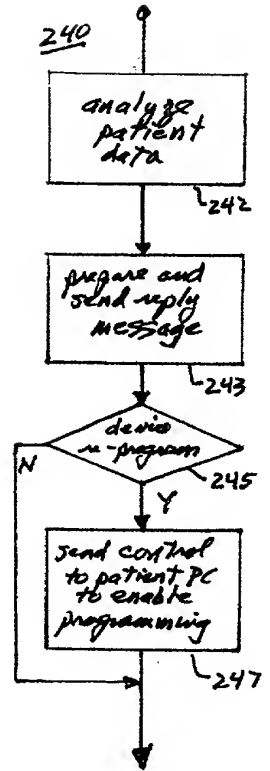 240
analyze
patient
data
242
prepare and
send reply
message
243
device
re-program
245
N
Y
send control
to patient PC
to enable
programming
247